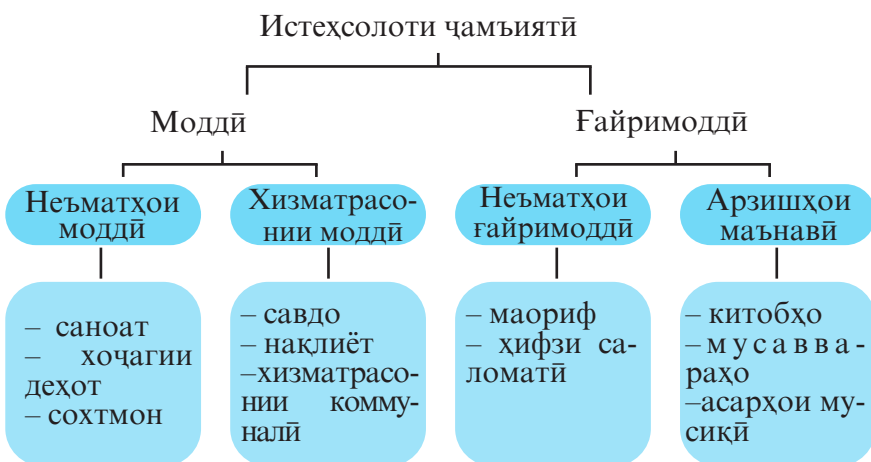 Истеҳсолоти ҷамъиятӣ
Моддӣ
Ғайримоддӣ
Неъматҳои
моддӣ
Хизматрасо-
нии моддӣ
Неъматҳои
ғайримоддӣ
Арзишҳои
маънавӣ
– саноат
– хоҷагии
деҳот
– сохтмон
– савдо
– нақлиёт
–хизматрасо-
нии комму-
налӣ
– маориф
– ҳифзи са-
ломатӣ
– китобҳо
– мусавва-
раҳо
–асарҳои му-
сиқӣ